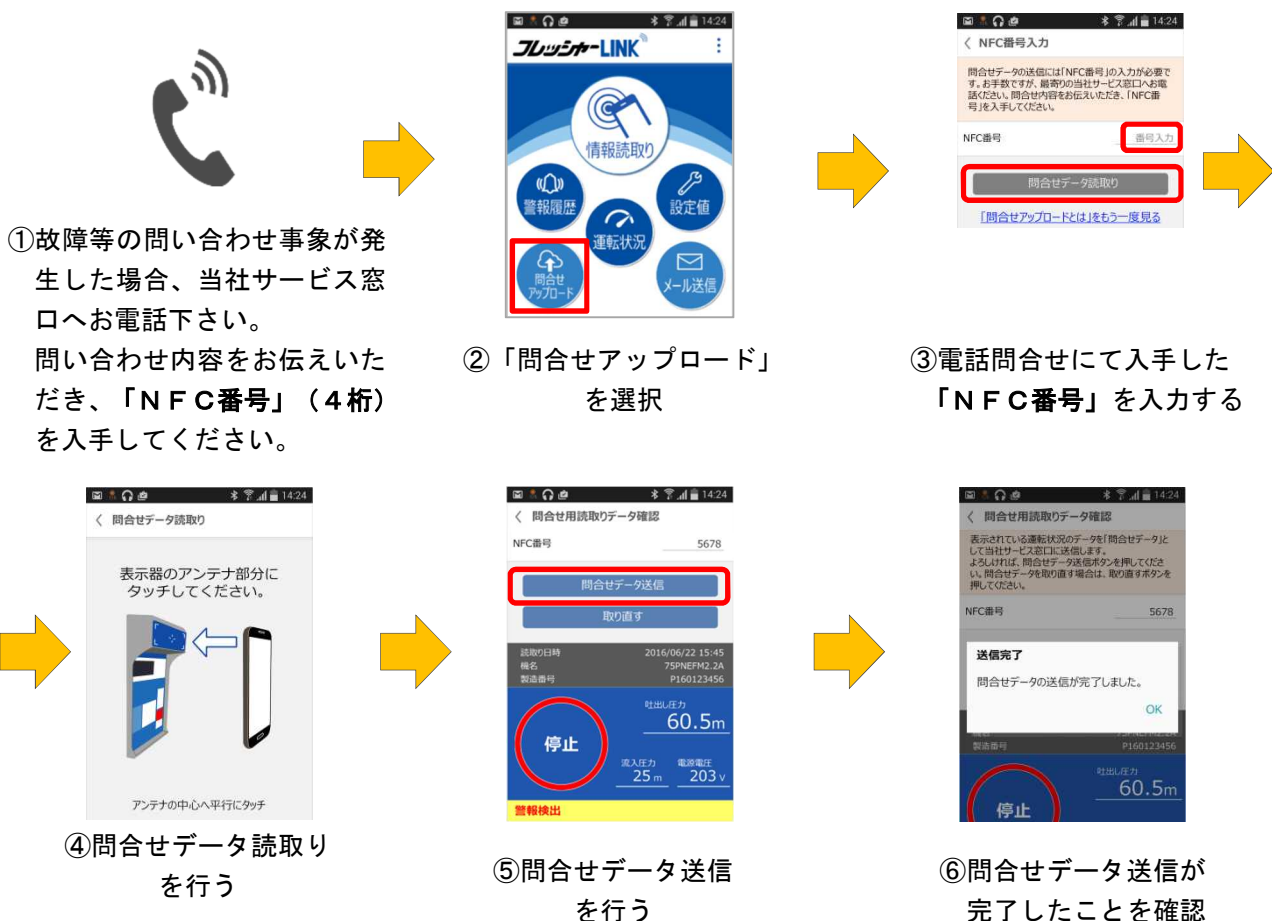 ①故障等の問い合わせ事象が発
生した場合、当社サービス窓
口へお電話下さい。
問い合わせ内容をお伝えいた
だき、「ＮＦＣ番号」（４桁）
を入手してください。
14:24
フレッシャーLINK
情報読取り
警報履歴
設定値
運転状況
問合せ
アップロード
メール送信
②「問合せアップロード」
を選択
14:24
NFC番号入力
問合せデータの送信には「NFC番号」の入力が必要で
す。お手数ですが、最寄りの当社サービス窓口へお電
話ください。問合せ内容をお伝えいただき、「NFC番
号」を入手してください。
NFC番号 番号入力
問合せデータ読取り
「問合せアップロードとは」をもう一度見る
③電話問合せにて入手した
「ＮＦＣ番号」を入力する
14:24
問合せデータ読取り
表示器のアンテナ部分に
タッチしてください。
アンテナの中心へ平行にタッチ
④問合せデータ読取り
を行う
14:24
問合せ用読取りデータ確認
NFC番号 5678
問合せデータ送信
取り直す
読取り日時 2016/06/22 15:45
機名 75PNEFM2.2A
製造番号 P160123456
停止
吐出し圧力
60.5m
流入圧力 電源電圧
25 m 203 v
警報検出
⑤問合せデータ送信
を行う
14:24
問合せ用読取りデータ確認
表示されている運転状況のデータを「問合せデータ」と
して当社サービス窓口に送信します。
よろしければ、問合せデータ送信ボタンを押してくださ
い。問合せデータを取り直す場合は、取り直すボタンを
押してください。
NFC番号 5678
送信完了
問合せデータの送信が完了しました。
OK
機名 75PNEFM2.2A
製造番号 P160123456
吐出し圧力
60.5m
停止
⑥問合せデータ送信が
完了したことを確認